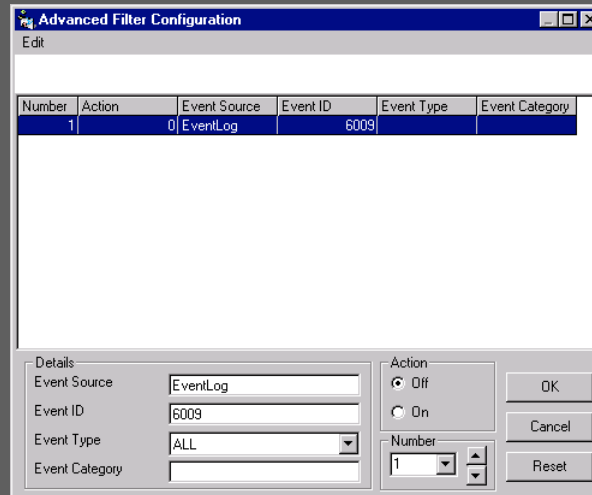 Advanced Filter Configuration
Edit
Number Action Event Source Event ID Event Type Event Category
1 0 EventLog 6009
Details
Event Source EventLog
Event ID 6009
Event Type ALL
Event Category
Action
Off
On
Number
1
OK
Cancel
Reset